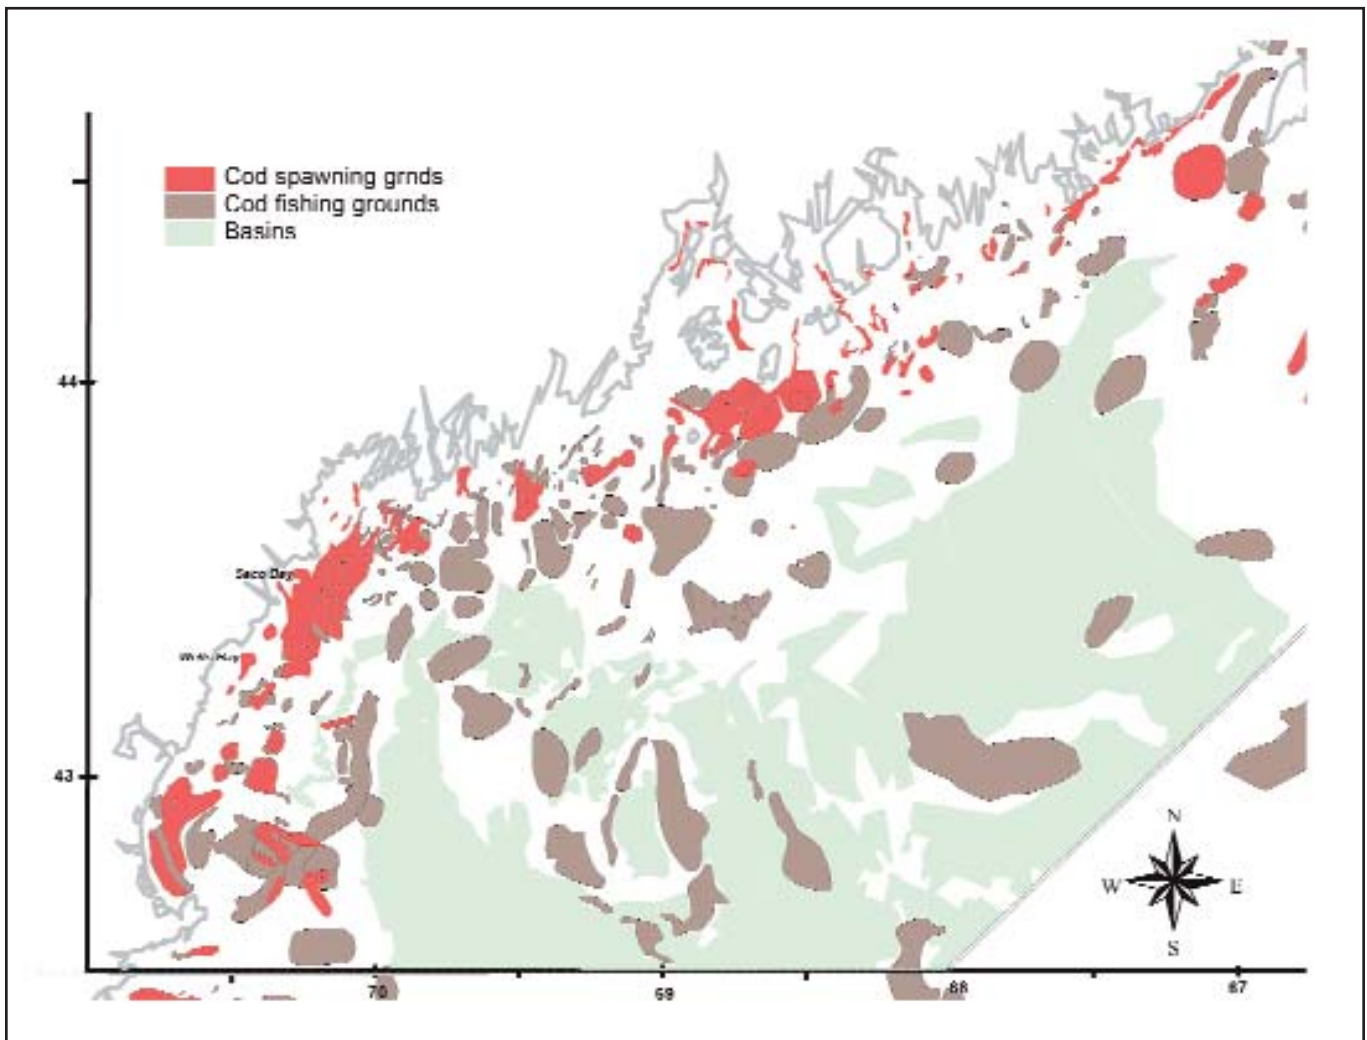 Cod spawning grnds
Cod fishing grounds
Basins
44
Saco Bay
43
N
W E
S
70 69 68 67